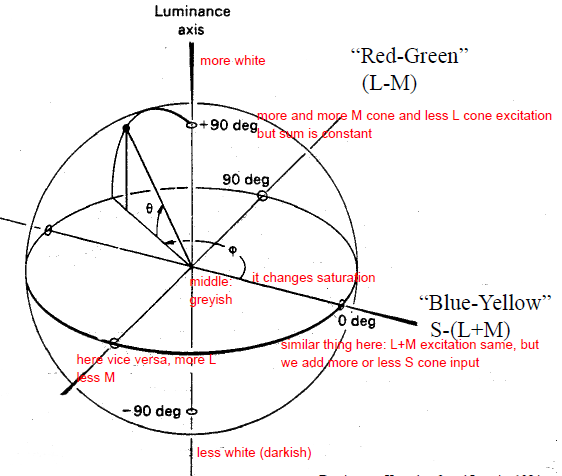 Luminance
axis
more white
“Red-Green”
(L-M)
more and more M cone and less L cone excitation
but sum is constant
+90 deg
90 deg
θ
φ
it changes saturation
middle:
greyish
“Blue-Yellow”
S-(L+M)
0 deg
similar thing here: L+M excitation same, but
we add more or less S cone input
here vice versa, more L
less M
-90 deg
less white (darkish)